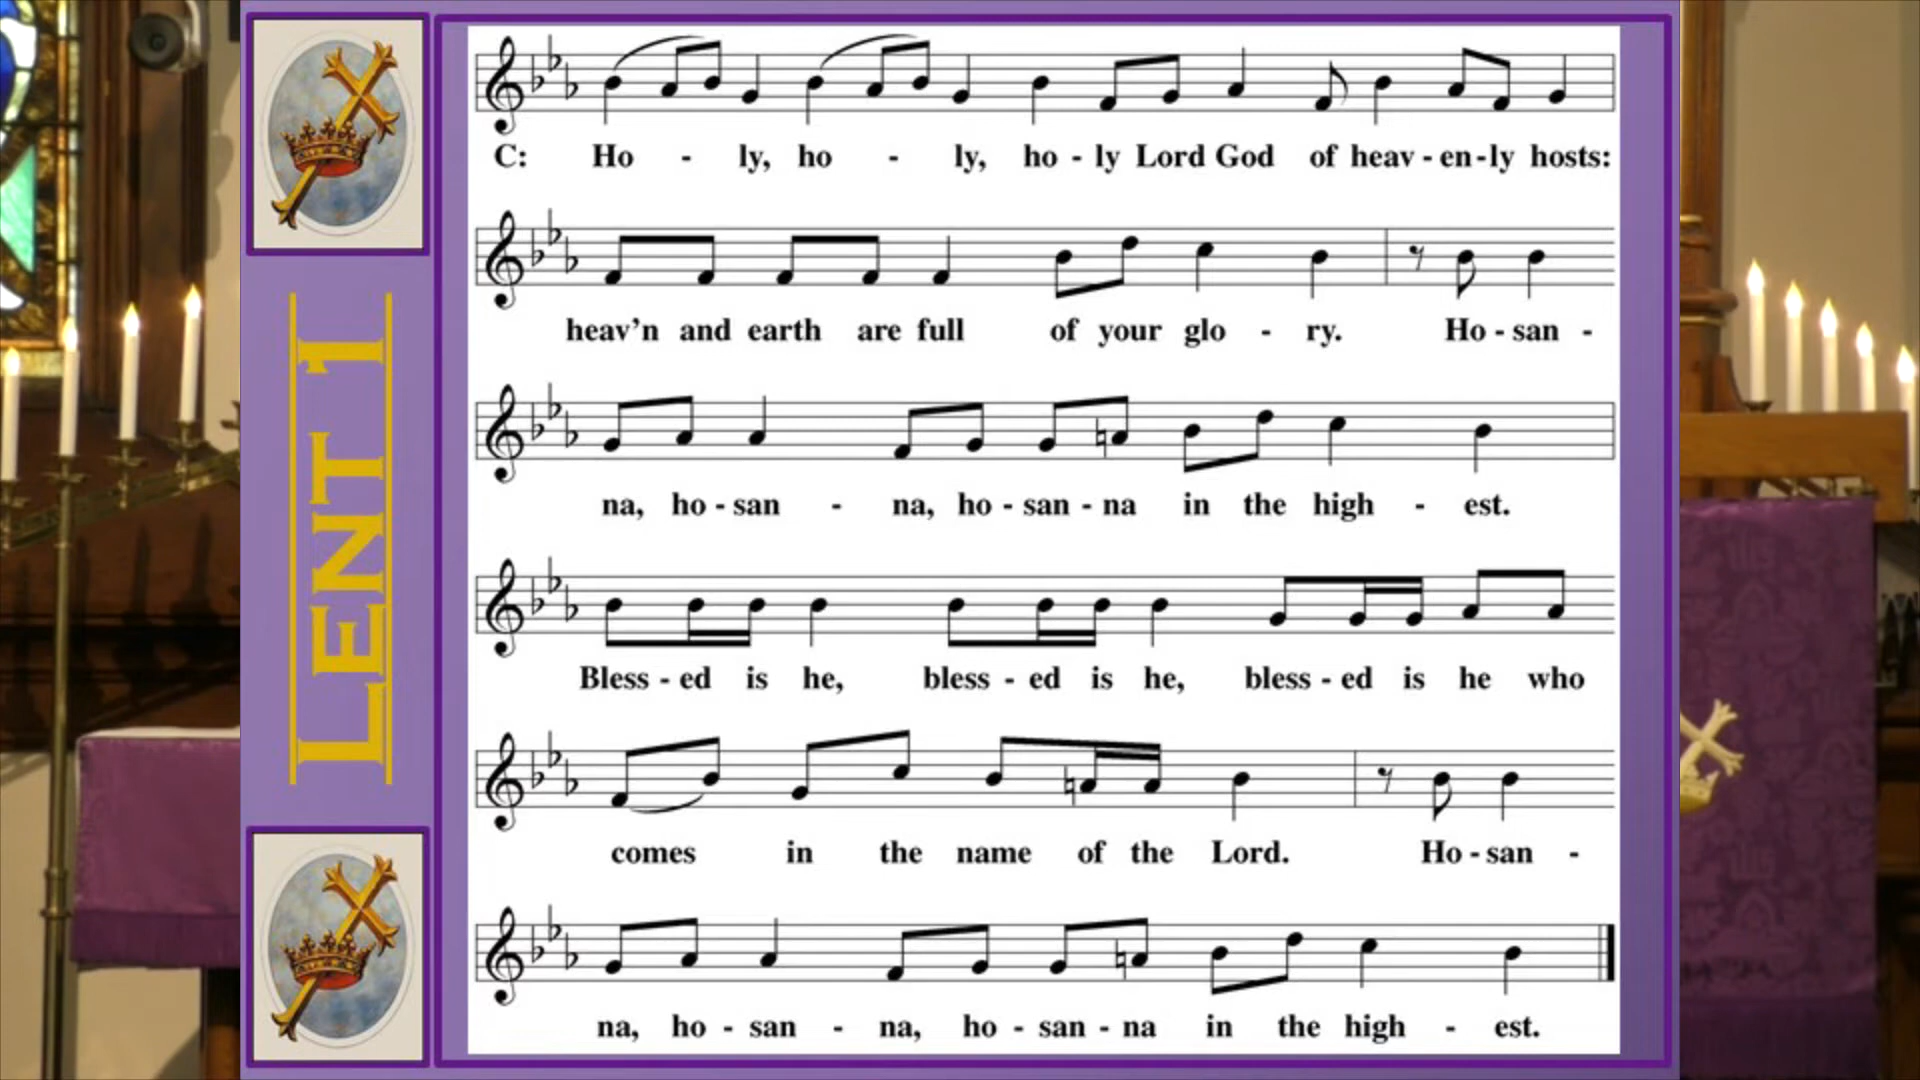 LENT 1
C: Ho - ly, ho - ly, ho - ly Lord God of heav - en - ly hosts:
heav’n and earth are full of your glo - ry. Ho - san -
na, ho - san - na, ho - san - na in the high - est.
Bless - ed is he, bless - ed is he, bless - ed is he who
comes in the name of the Lord. Ho - san -
na, ho - san - na, ho - san - na in the high - est.